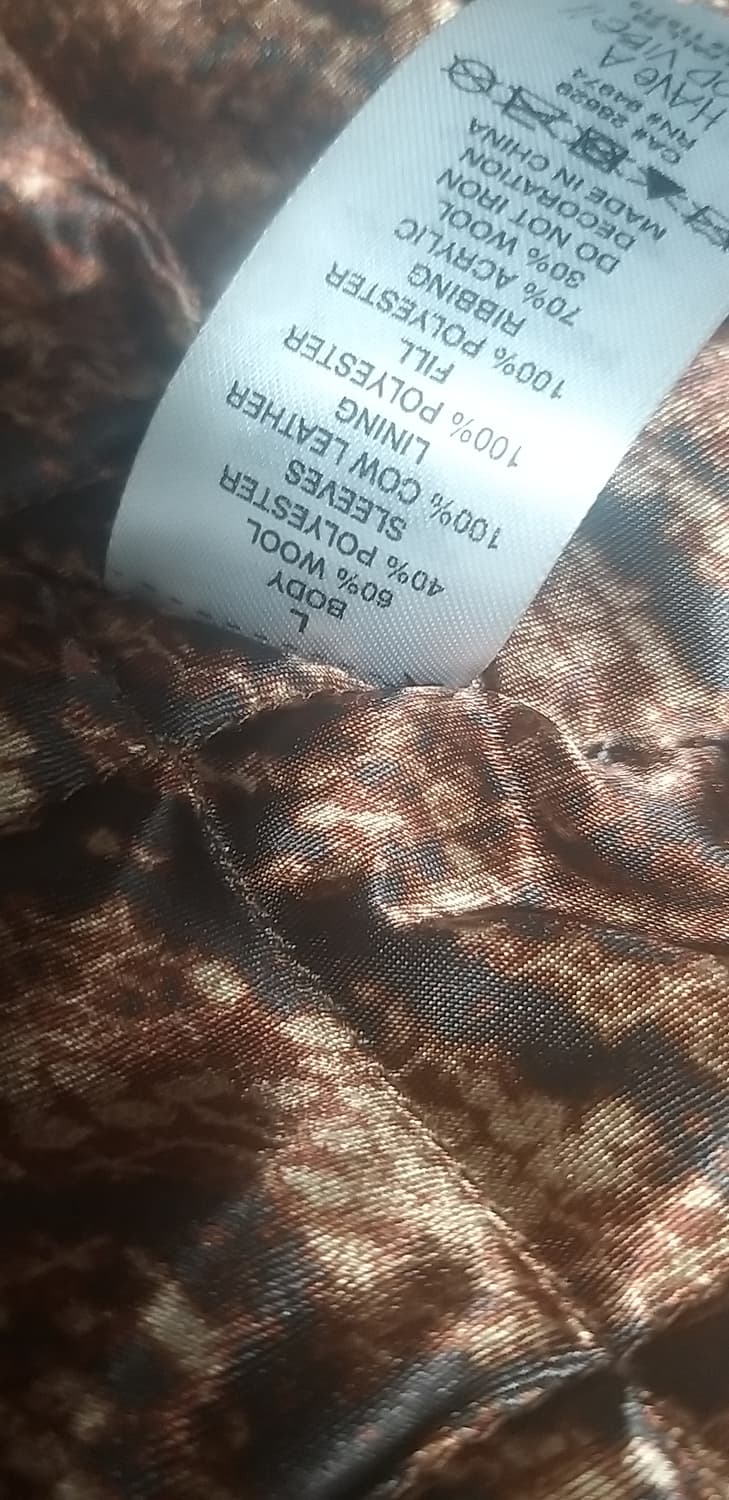 L
BODY
60% WOOL
40% POLYESTER
SLEEVES
100% COW LEATHER
LINING
100% POLYESTER
FILL
100% POLYESTER
RIBBING
70% ACRYLIC
30% WOOL
DO NOT IRON
DECORATION
MADE IN CHINA
CA# 28629
RN# 94974
HAVE A